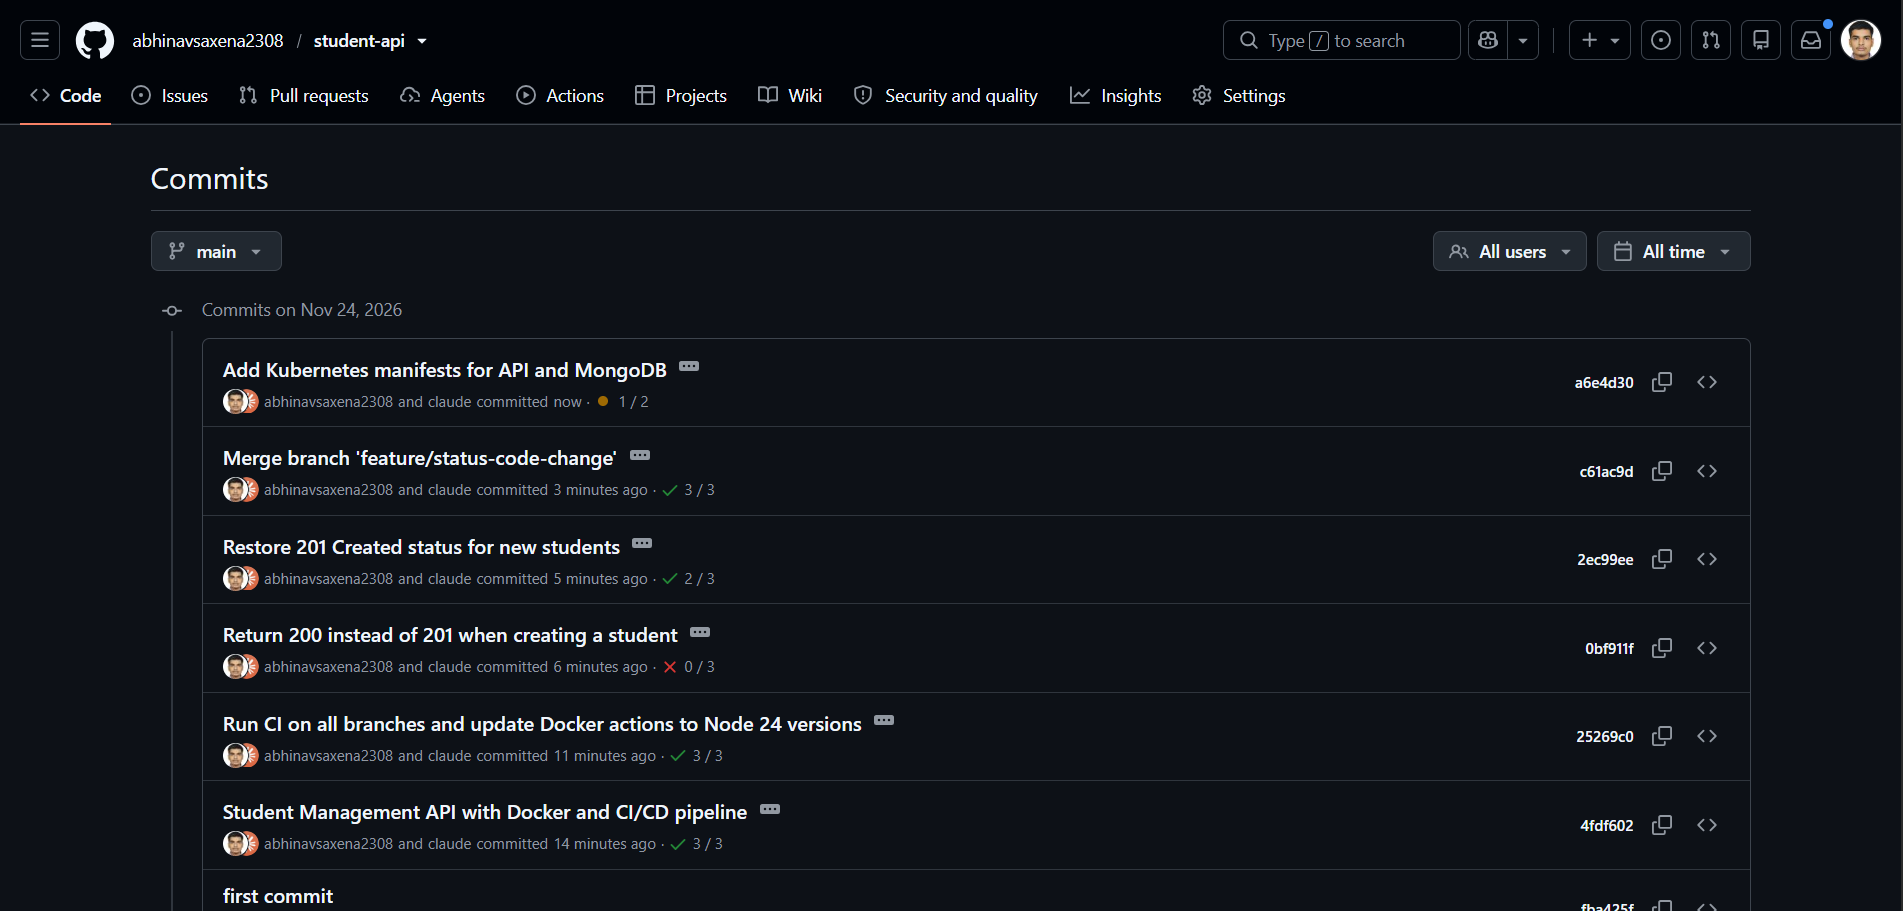 abhinavsaxena2308 / student-api
Type / to search
Code Issues Pull requests Agents Actions Projects Wiki Security and quality Insights Settings
Commits
main
All users All time
Commits on Nov 24, 2026
Add Kubernetes manifests for API and MongoDB
abhinavsaxena2308 and claude committed now · 1 / 2
a6e4d30
Merge branch 'feature/status-code-change'
abhinavsaxena2308 and claude committed 3 minutes ago · 3 / 3
c61ac9d
Restore 201 Created status for new students
abhinavsaxena2308 and claude committed 5 minutes ago · 2 / 3
2ec99ee
Return 200 instead of 201 when creating a student
abhinavsaxena2308 and claude committed 6 minutes ago · 0 / 3
0bf911f
Run CI on all branches and update Docker actions to Node 24 versions
abhinavsaxena2308 and claude committed 11 minutes ago · 3 / 3
25269c0
Student Management API with Docker and CI/CD pipeline
abhinavsaxena2308 and claude committed 14 minutes ago · 3 / 3
4fdf602
first commit
fba425f